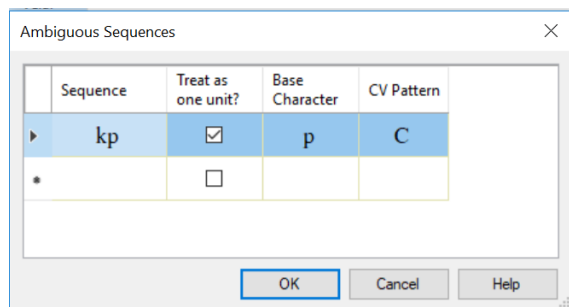 Ambiguous Sequences
Sequence Treat as one unit? Base Character CV Pattern
kp p C
OK Cancel Help